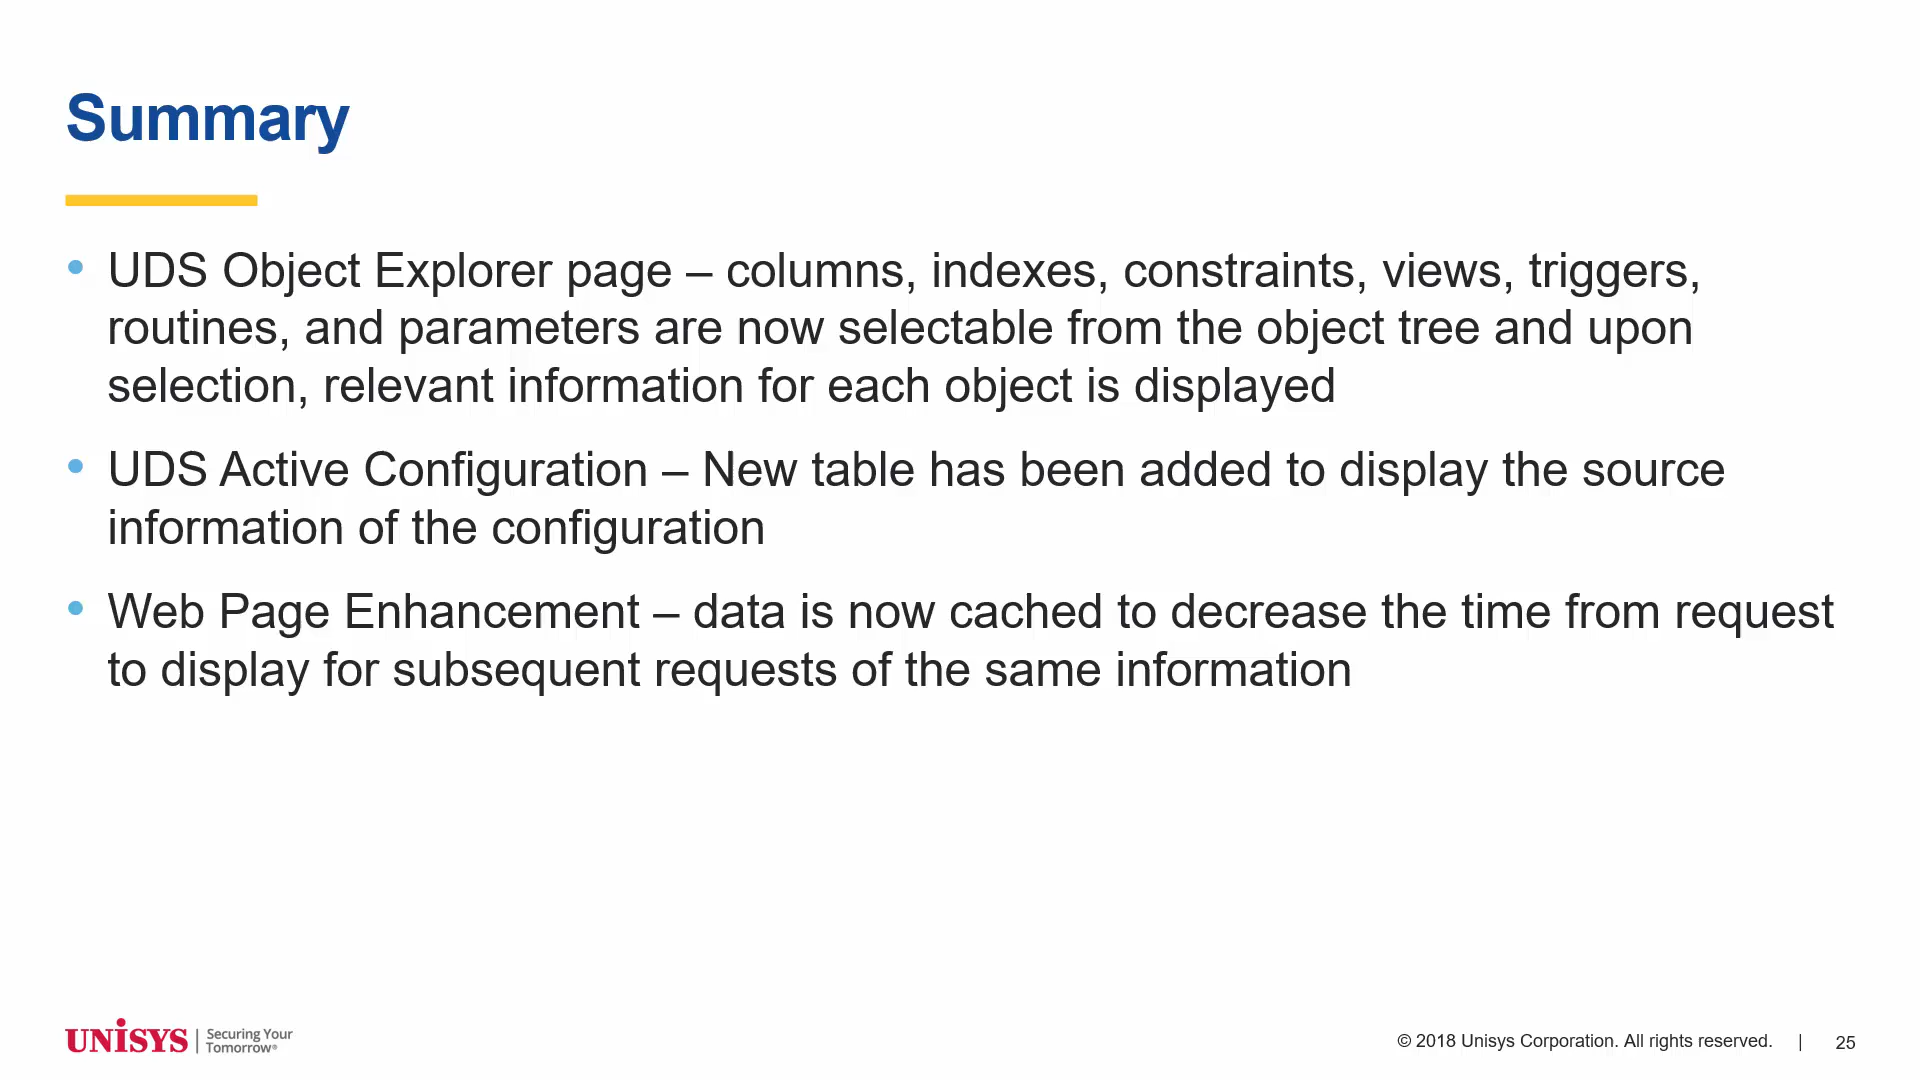 Summary
• UDS Object Explorer page – columns, indexes, constraints, views, triggers,
routines, and parameters are now selectable from the object tree and upon
selection, relevant information for each object is displayed
• UDS Active Configuration – New table has been added to display the source
information of the configuration
• Web Page Enhancement – data is now cached to decrease the time from request
to display for subsequent requests of the same information
UNiSYS | Securing Your
Tomorrow®
© 2018 Unisys Corporation. All rights reserved. | 25